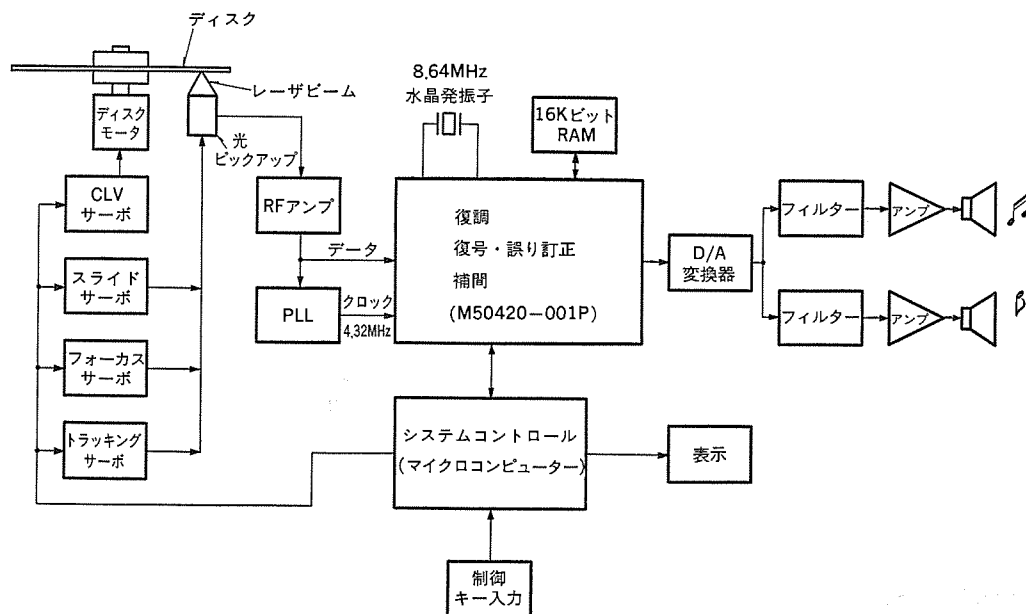 ディスク
レーザビーム
ディスク
モータ
光
ピックアップ
8.64MHz
水晶発振子
16Kビット
RAM
CLV
サーボ
RFアンプ
データ
復調
復号・誤り訂正
補間
(M50420−001P)
D/A
変換器
フィルター
アンプ
フィルター
アンプ
スライド
サーボ
PLL
クロック
4.32MHz
フォーカス
サーボ
トラッキング
サーボ
システムコントロール
(マイクロコンピューター)
表示
制御
キー入力